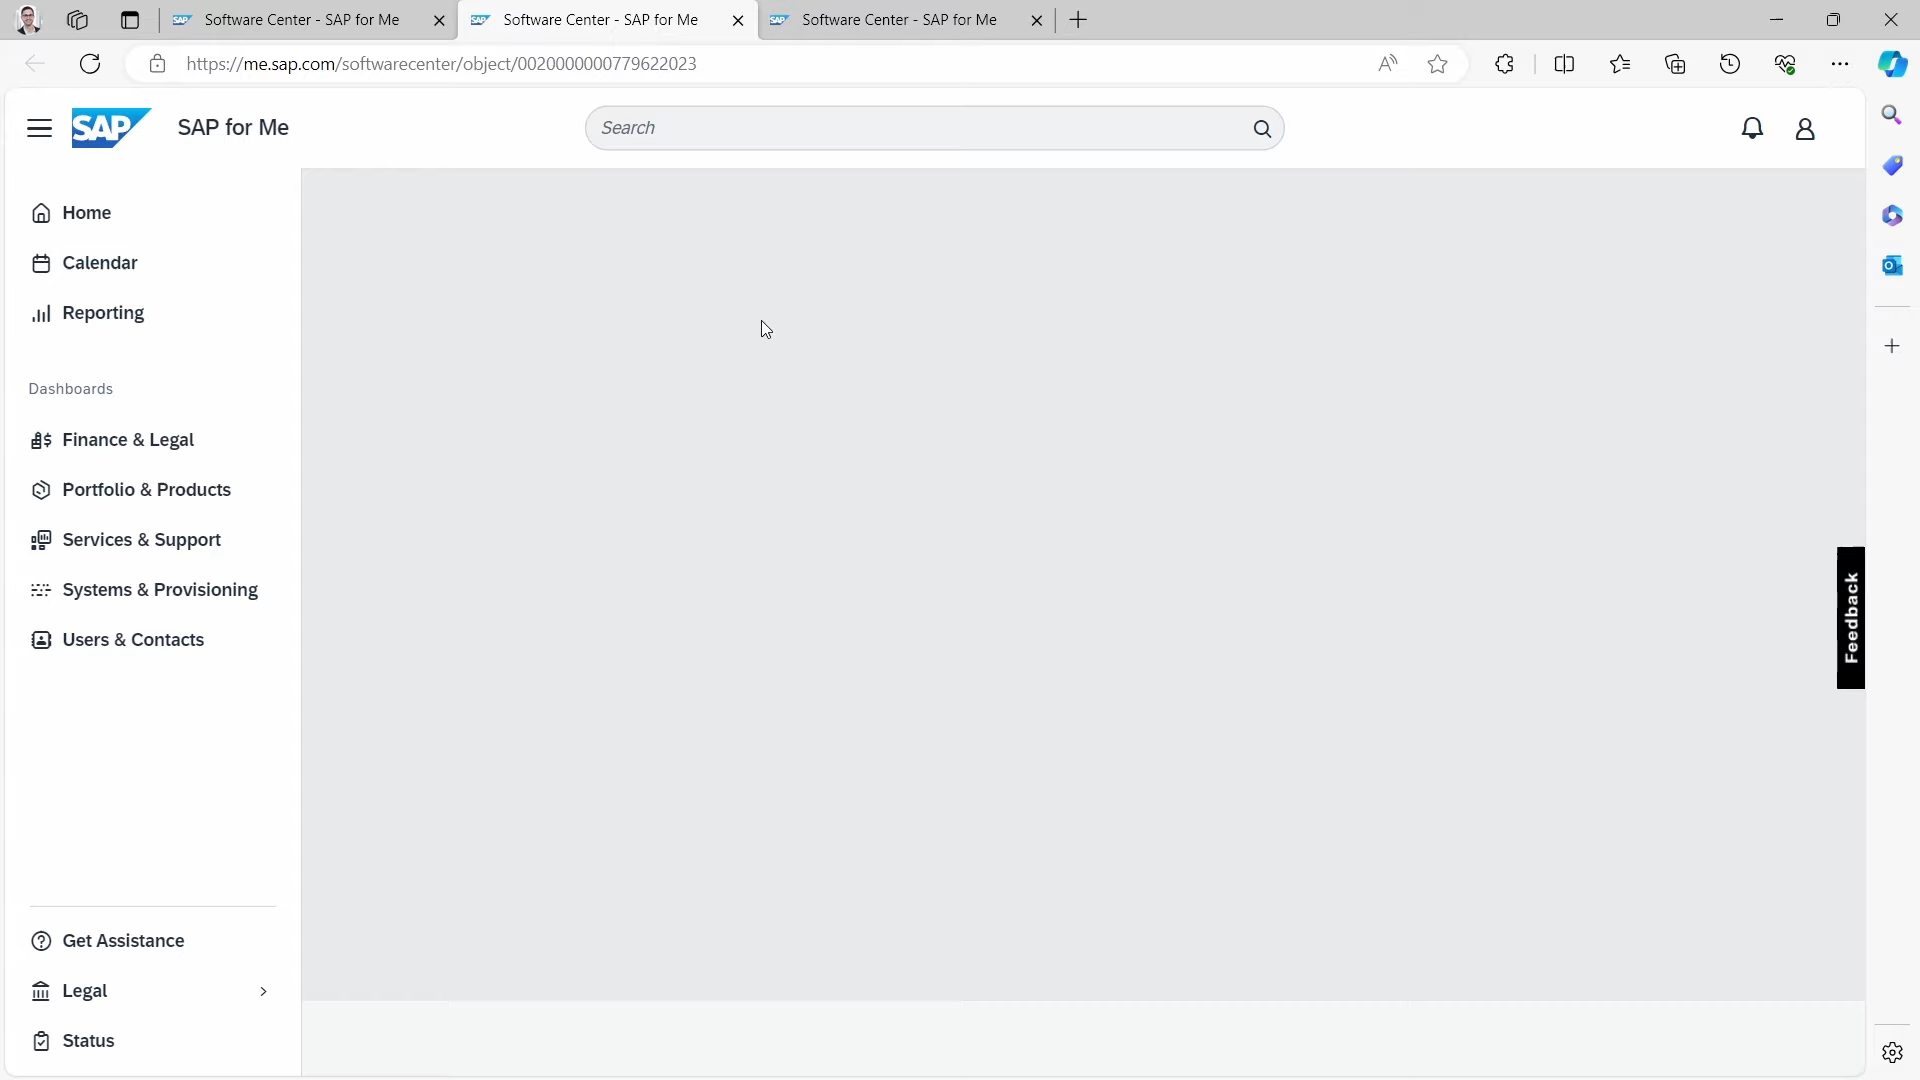 Software Center - SAP for Me
Software Center - SAP for Me
Software Center - SAP for Me
https://me.sap.com/softwarecenter/object/0020000000779622023
SAP
SAP for Me
Search
Home
Calendar
Reporting
Dashboards
Finance & Legal
Portfolio & Products
Services & Support
Systems & Provisioning
Users & Contacts
Feedback
Get Assistance
Legal
Status